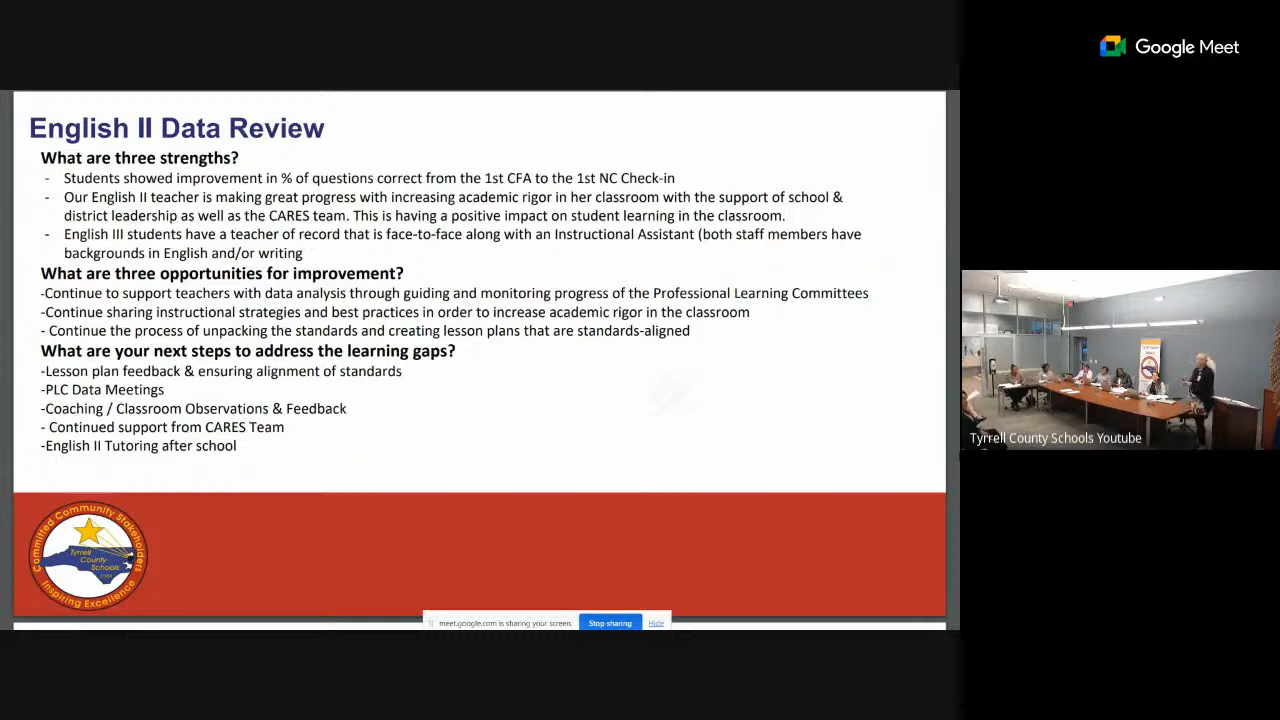 Google Meet
English II Data Review
What are three strengths?
- Students showed improvement in % of questions correct from the 1st CFA to the 1st NC Check-in
- Our English II teacher is making great progress with increasing academic rigor in her classroom with the support of school &
district leadership as well as the CARES team. This is having a positive impact on student learning in the classroom.
- English III students have a teacher of record that is face-to-face along with an Instructional Assistant (both staff members have
backgrounds in English and/or writing
What are three opportunities for improvement?
-Continue to support teachers with data analysis through guiding and monitoring progress of the Professional Learning Committees
-Continue sharing instructional strategies and best practices in order to increase academic rigor in the classroom
- Continue the process of unpacking the standards and creating lesson plans that are standards-aligned
What are your next steps to address the learning gaps?
-Lesson plan feedback & ensuring alignment of standards
-PLC Data Meetings
-Coaching / Classroom Observations & Feedback
- Continued support from CARES Team
-English II Tutoring after school
Tyrrell County Schools Youtube
Committed Community Stakeholders
Tyrrell
County
Schools
Inspiring Excellence
meet.google.com is sharing your screen.
Stop sharing
Hide